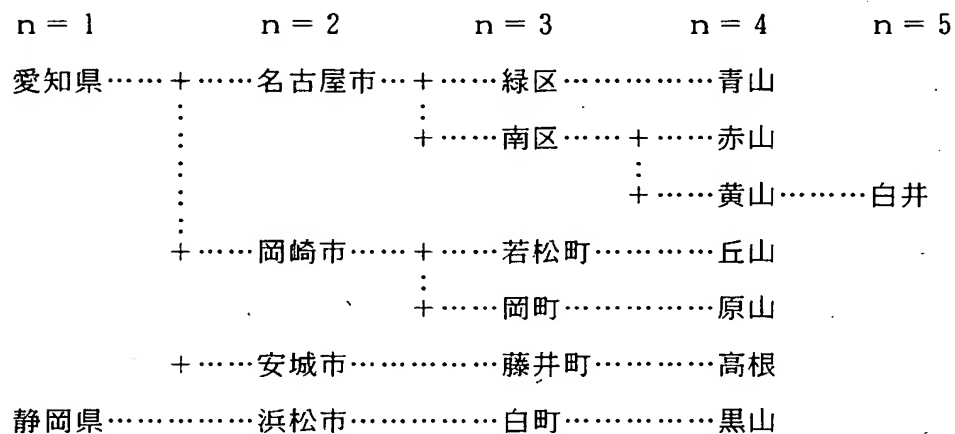 n = 1 n = 2 n = 3 n = 4 n = 5
愛知県……+……名古屋市…+……緑区……………青山
+……南区……+……赤山
+……黄山………白井
+……岡崎市……+……若松町…………丘山
+……岡町……………原山
+……安城市……………藤井町…………高根
静岡県……………浜松市……………白町……………黒山